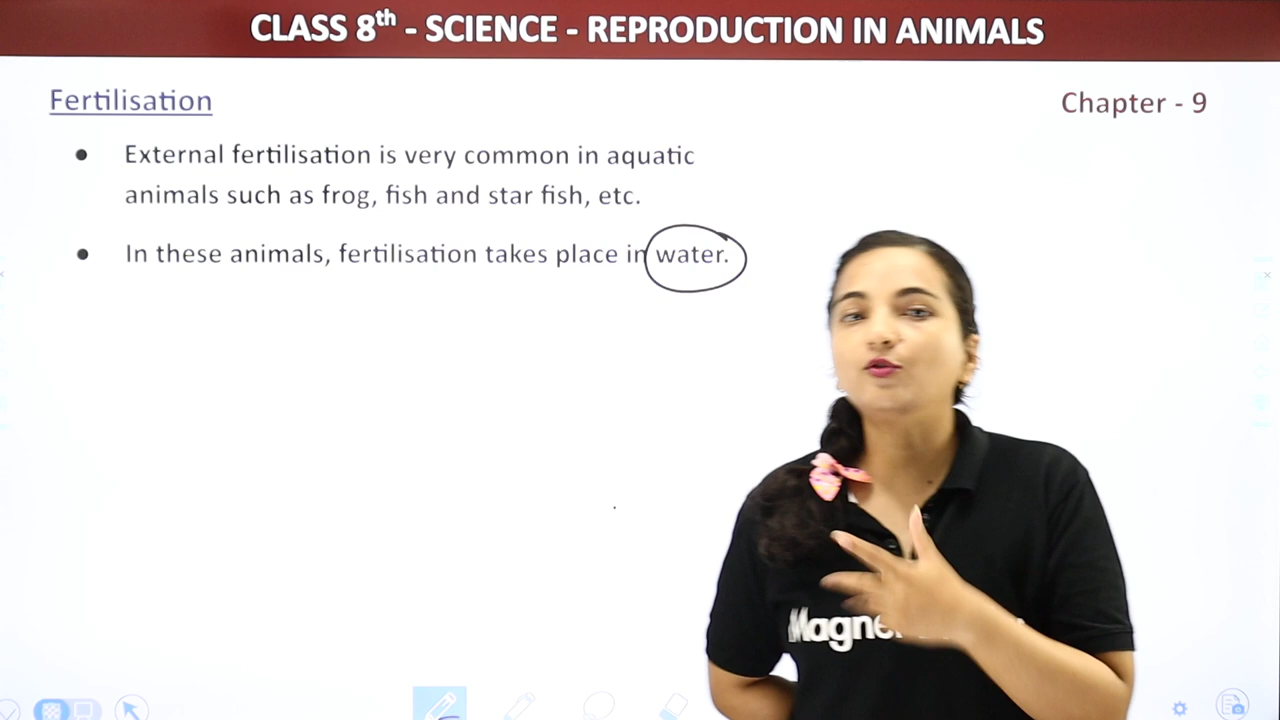 CLASS 8th - SCIENCE - REPRODUCTION IN ANIMALS
Fertilisation
Chapter - 9
● External fertilisation is very common in aquatic
animals such as frog, fish and star fish, etc.
● In these animals, fertilisation takes place in water.